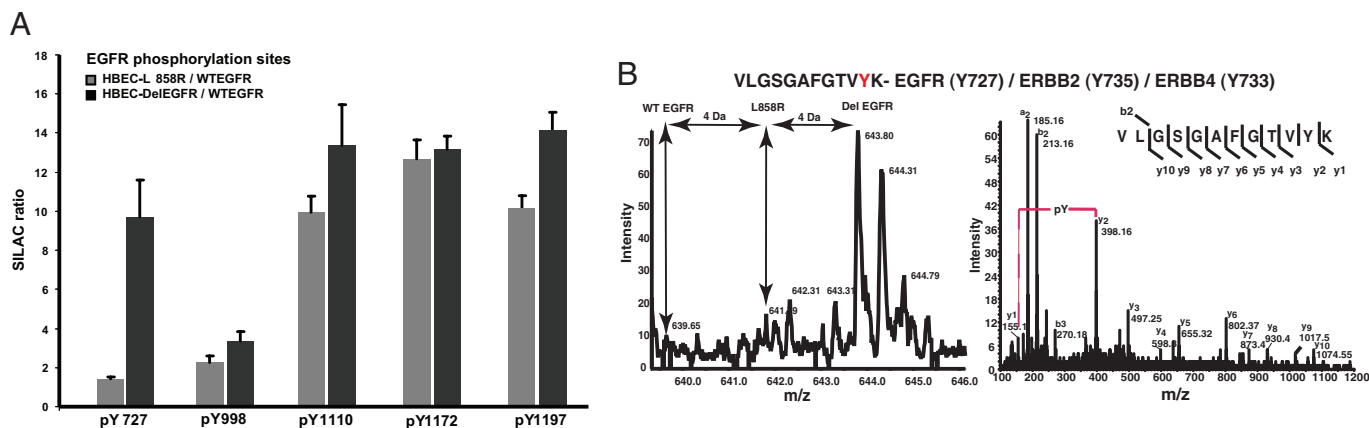 A
EGFR phosphorylation sites
HBEC-L 858R / WTEGFR
HBEC-DelEGFR / WTEGFR
SILAC ratio
18
16
14
12
10
8
6
4
2
0
pY 727 pY998 pY1110 pY1172 pY1197
B
VLGSGAFGTVYK- EGFR (Y727) / ERBB2 (Y735) / ERBB4 (Y733)
WT EGFR L858R Del EGFR
4 Da 4 Da
Intensity
70
60
50
40
30
20
10
0
639.65
642.31
643.31
643.80
644.31
644.79
640.0 641.0 642.0 643.0 644.0 645.0 646.0
m/z
Intensity
60
54
48
42
36
30
24
18
12
6
0
a2 185.16
b2
213.16
b2
V L G S G A F G T V Y K
y10 y9 y8 y7 y6 y5 y4 y3 y2 y1
pY
y2
398.16
y1
155.1
b3
270.18
y3
497.25
y4
y5
655.32
y6
802.37
y7
873.4
y8
930.4
y9
1017.5
y10
1074.55
100 200 300 400 500 600 700 800 900 1000 1100 1200
m/z